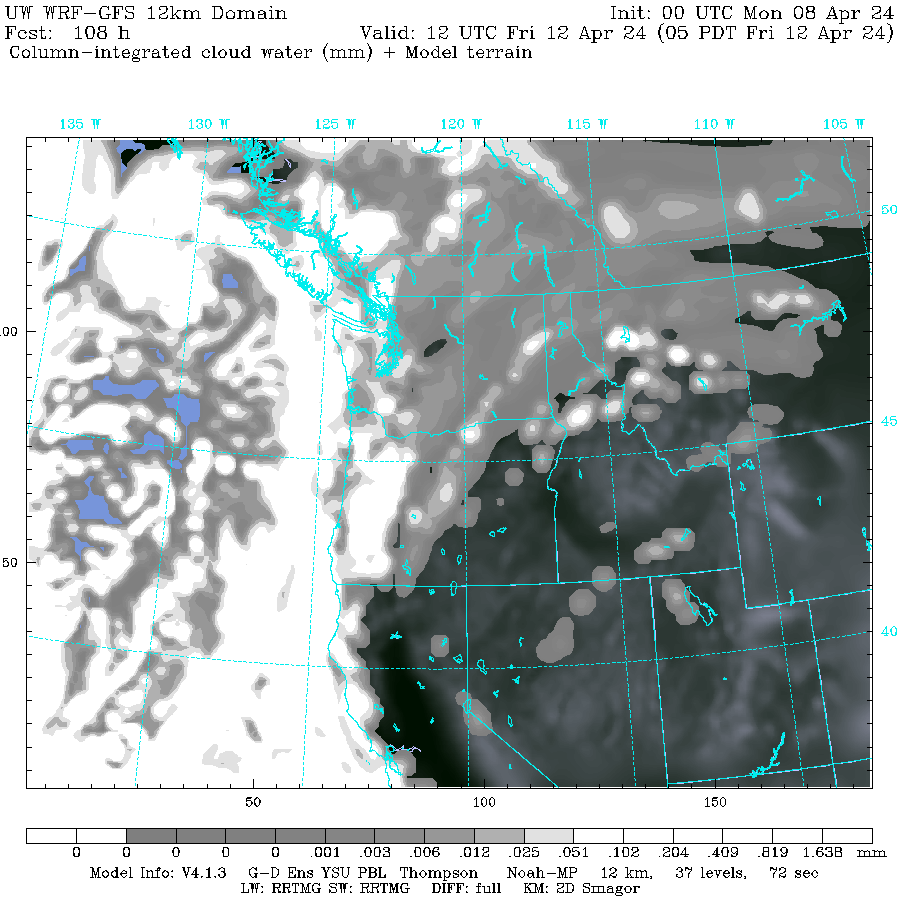 UW WRF-GFS 12km Domain Init: 00 UTC Mon 08 Apr 24
Fcst: 108 h Valid: 12 UTC Fri 12 Apr 24 (05 PDT Fri 12 Apr 24)
Column-integrated cloud water (mm) + Model terrain
135 W 130 W 125 W 120 W 115 W 110 W 105 W
50
00
45
50
40
50 100 150
0 0 0 0 0 .001 .003 .006 .012 .025 .051 .102 .204 .409 .819 1.638 mm
Model Info: V4.1.3 G-D Ens YSU PBL Thompson Noah-MP 12 km, 37 levels, 72 sec
LW: RRTMG SW: RRTMG DIFF: full KM: 2D Smagor